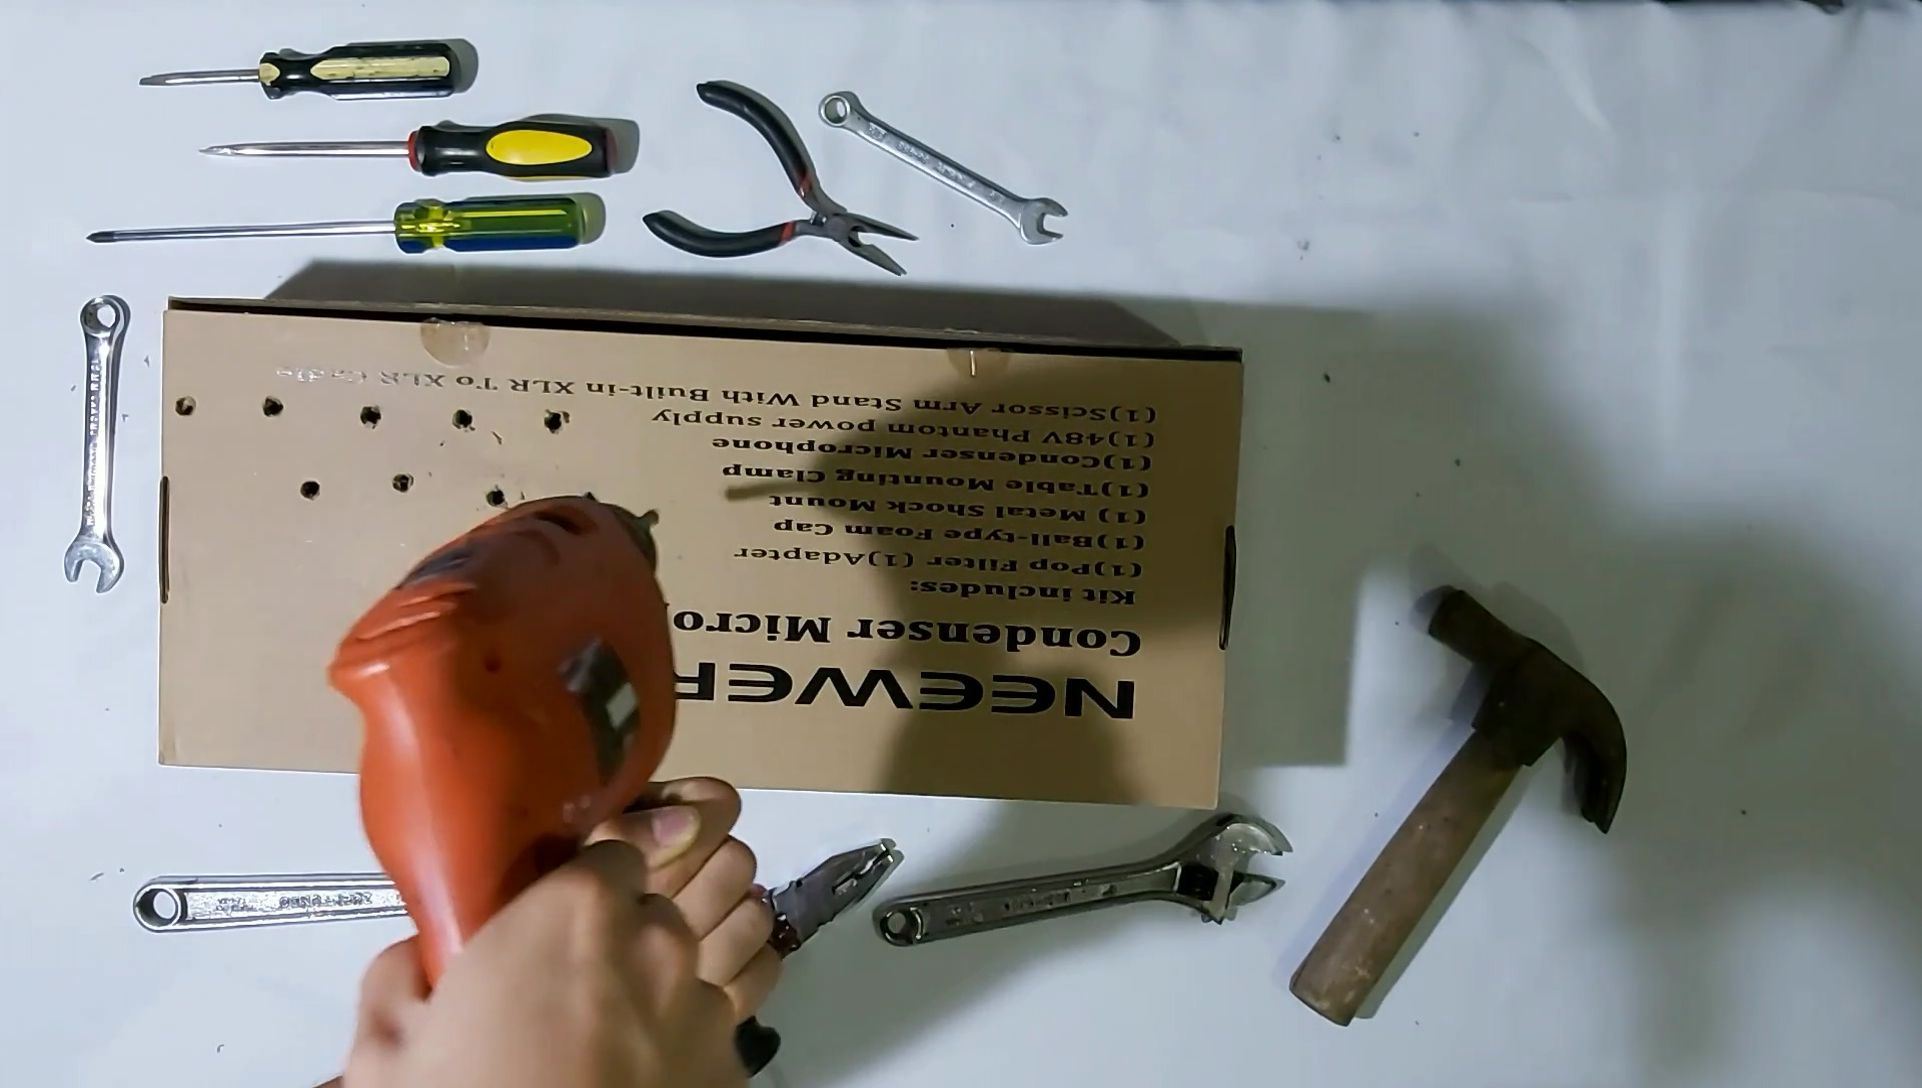 NEEWER
Condenser Micro
Kit includes:
(1)Pop Filter (1)Adapter
(1)Ball-type Foam Cap
(1) Metal Shock Mount
(1)Table Mounting Clamp
(1)Condenser Microphone
(1)48V Phantom power supply
(1)Scissor Arm Stand With Built-in XLR To XLR Cable